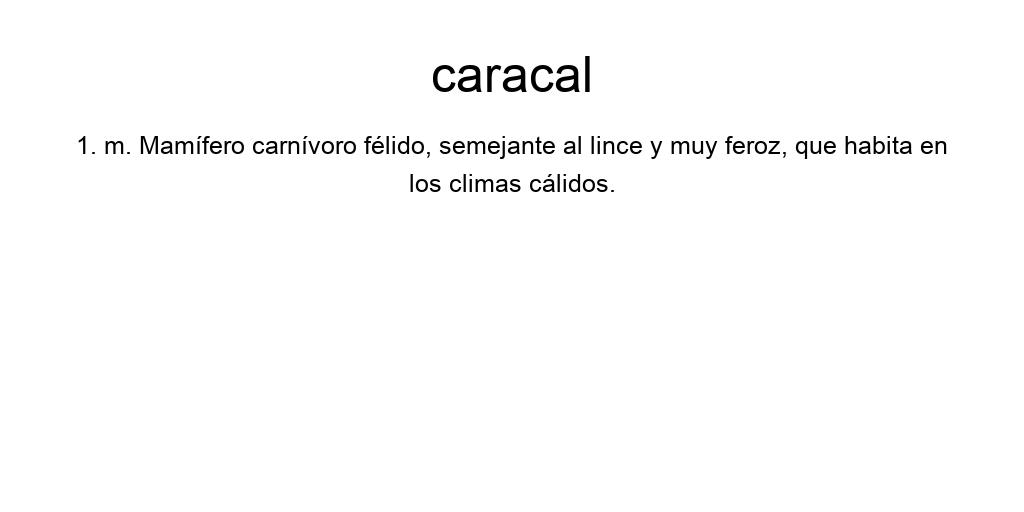 caracal
1. m. Mamífero carnívoro félido, semejante al lince y muy feroz, que habita en
los climas cálidos.